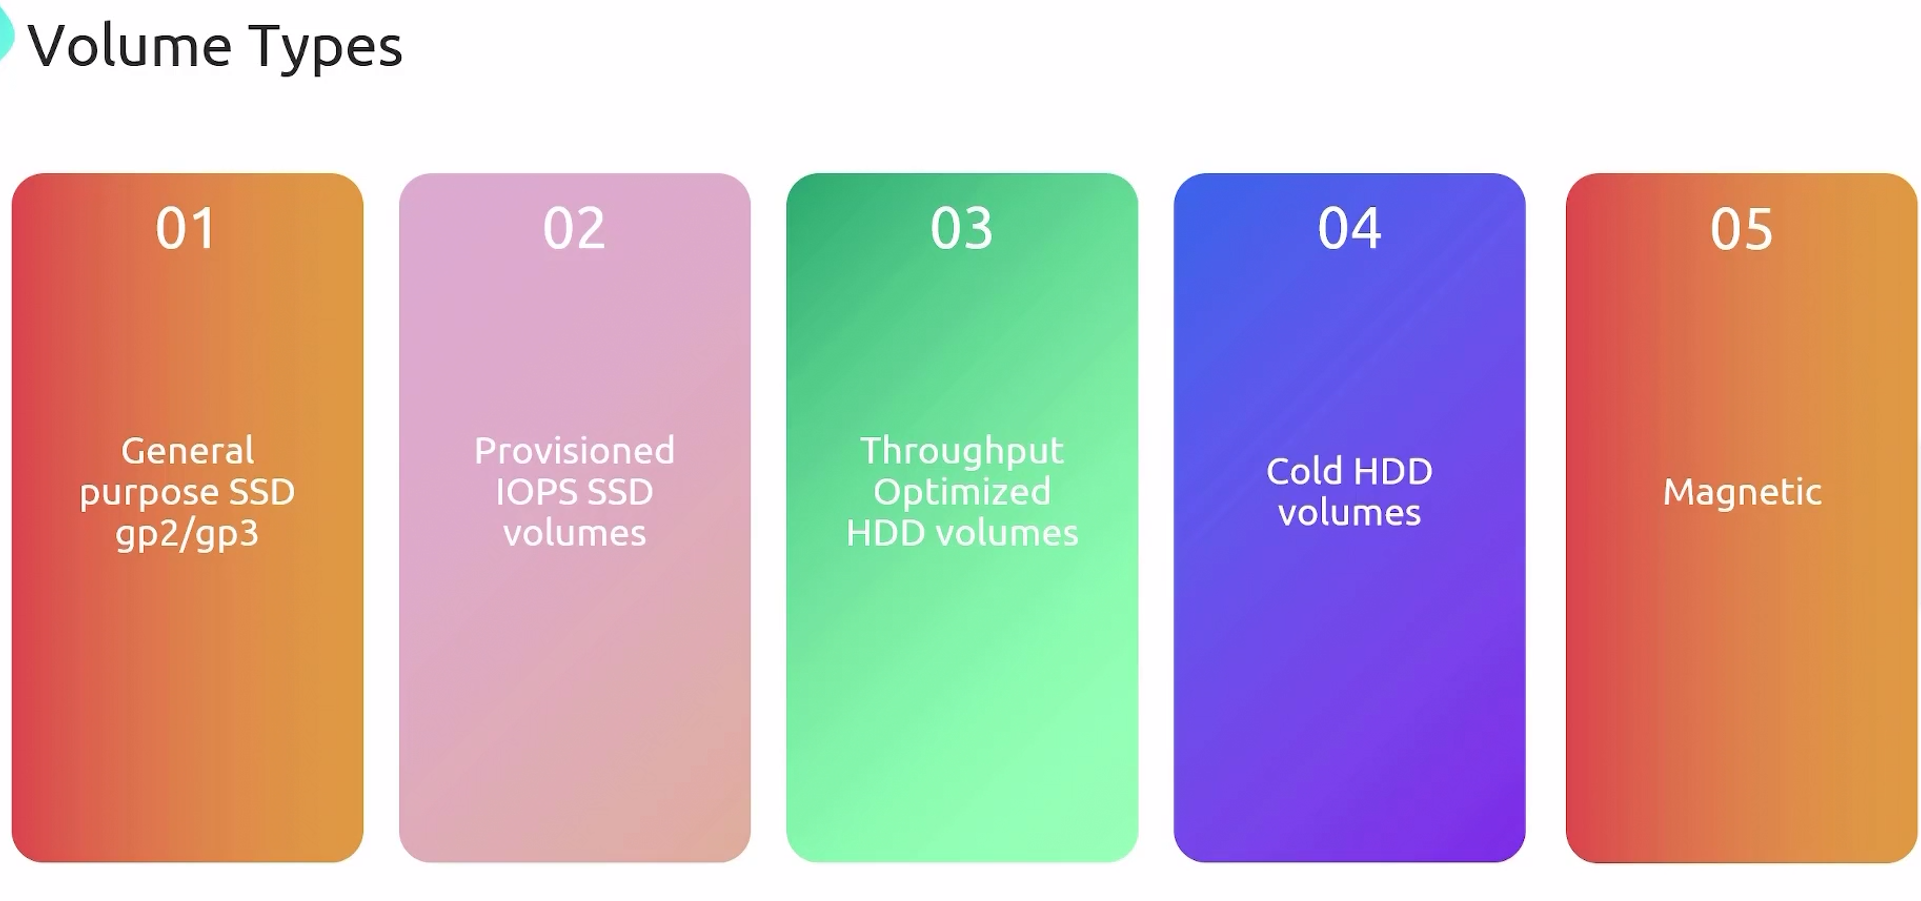 Volume Types
01
General
purpose SSD
gp2/gp3
02
Provisioned
IOPS SSD
volumes
03
Throughput
Optimized
HDD volumes
04
Cold HDD
volumes
05
Magnetic